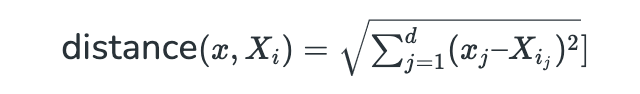 distance(x, X_i) = √∑_{j=1}^{d}(x_j−X_{i_j})²]